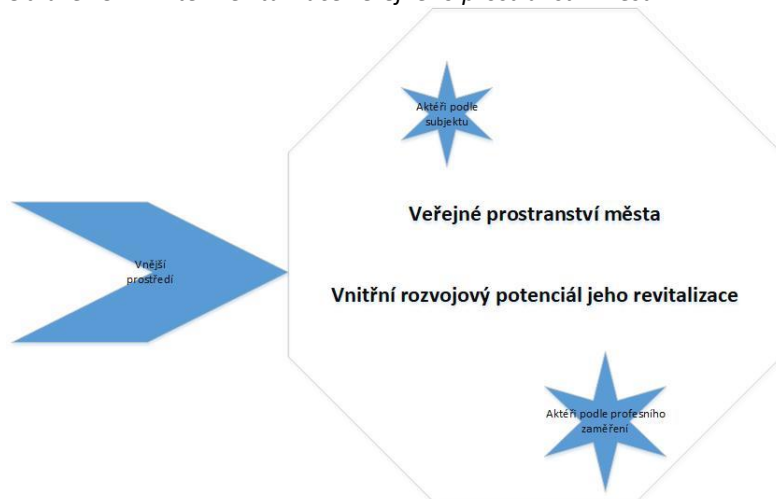 Aktéři podle
subjektu
Veřejné prostranství města
Vnější
prostředí
Vnitřní rozvojový potenciál jeho revitalizace
Aktéři podle profesního
zaměření